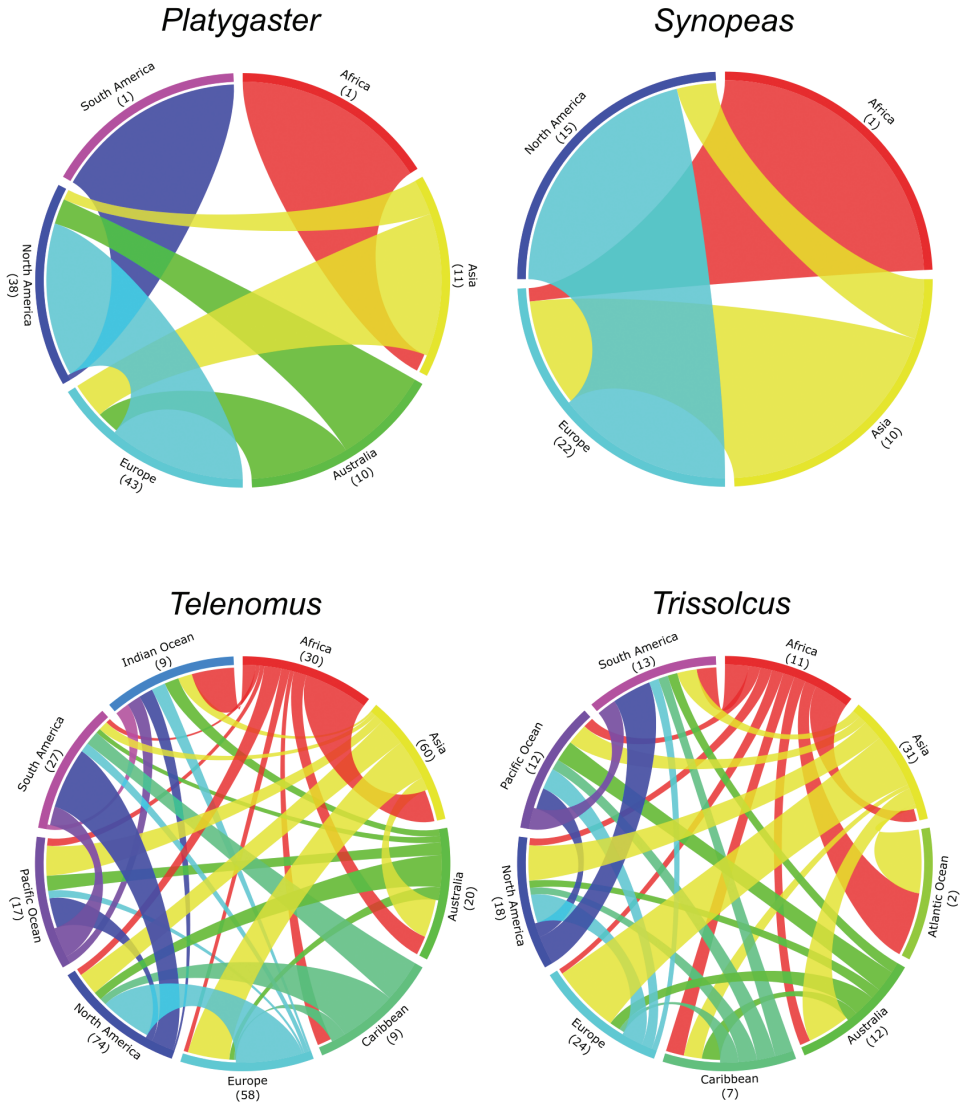 Platygaster
Synopeas
South America
(1)
Africa
(1)
North America
(38)
Asia
(11)
Europe
(43)
Australia
(10)
North America
(15)
Africa
(1)
Europe
(22)
Asia
(10)
Telenomus
Trissolcus
Indian Ocean
(9)
Africa
(30)
South America
(27)
Asia
(60)
Pacific Ocean
(17)
Australia
(20)
North America
(74)
Caribbean
(9)
Europe
(58)
South America
(13)
Africa
(11)
Pacific Ocean
(12)
Asia
(31)
North America
(18)
Atlantic Ocean
(2)
Europe
(24)
Australia
(12)
Caribbean
(7)